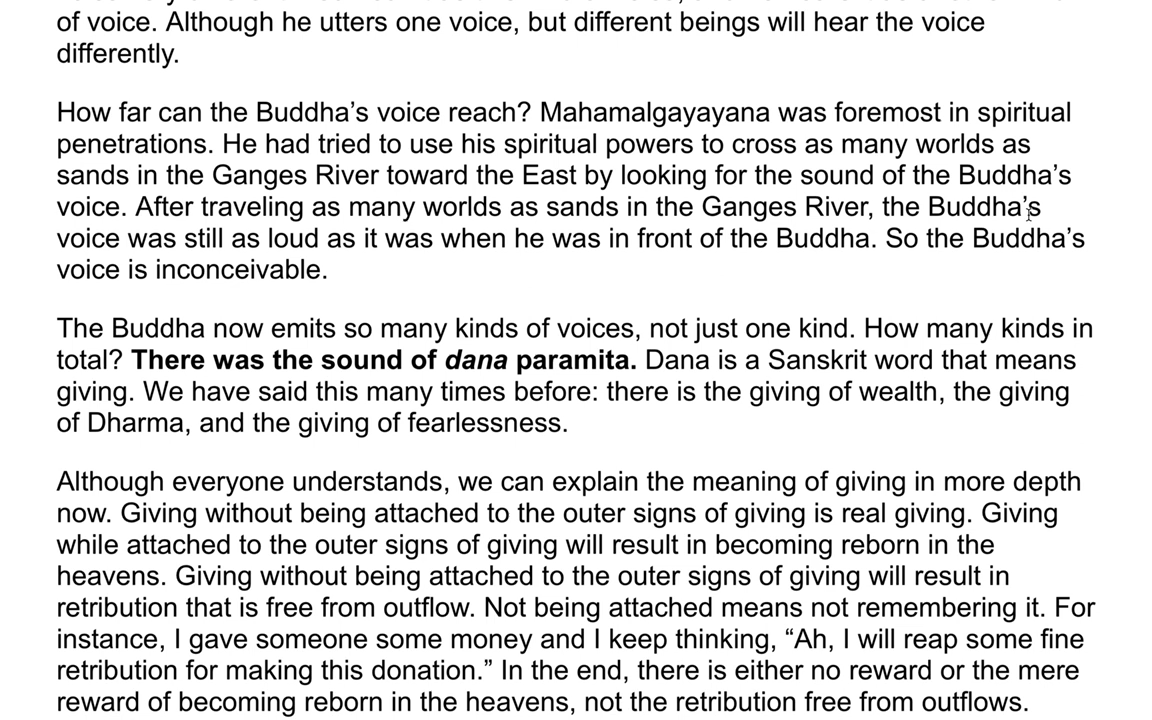 of voice. Although he utters one voice, but different beings will hear the voice
differently.
How far can the Buddha’s voice reach? Mahamalgayayana was foremost in spiritual
penetrations. He had tried to use his spiritual powers to cross as many worlds as
sands in the Ganges River toward the East by looking for the sound of the Buddha’s
voice. After traveling as many worlds as sands in the Ganges River, the Buddha’s
voice was still as loud as it was when he was in front of the Buddha. So the Buddha’s
voice is inconceivable.
The Buddha now emits so many kinds of voices, not just one kind. How many kinds in
total? There was the sound of dana paramita. Dana is a Sanskrit word that means
giving. We have said this many times before: there is the giving of wealth, the giving
of Dharma, and the giving of fearlessness.
Although everyone understands, we can explain the meaning of giving in more depth
now. Giving without being attached to the outer signs of giving is real giving. Giving
while attached to the outer signs of giving will result in becoming reborn in the
heavens. Giving without being attached to the outer signs of giving will result in
retribution that is free from outflow. Not being attached means not remembering it. For
instance, I gave someone some money and I keep thinking, “Ah, I will reap some fine
retribution for making this donation.” In the end, there is either no reward or the mere
reward of becoming reborn in the heavens, not the retribution free from outflows.